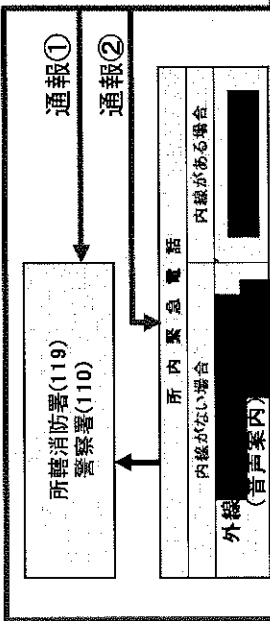 通報①
通報②
所轄消防署(119)
警察署(110)
所内緊急電話
内線がない場合
内線がある場合
外線
(音声案内)